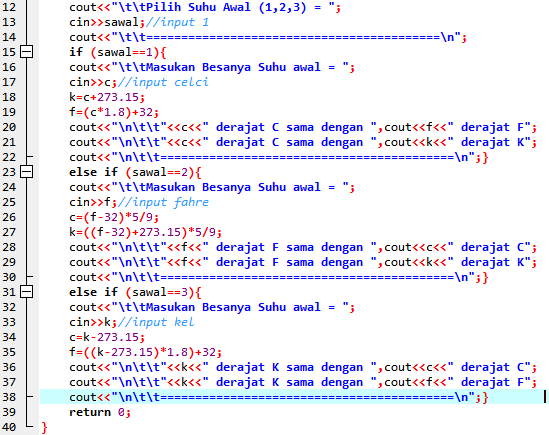 12 cout<<"\t\tPilih Suhu Awal (1,2,3) = ";
13 cin>>sawal;//input 1
14 cout<<"\t\t=========================================\n";
15 if (sawal==1){
16 cout<<"\t\tMasukan Besanya Suhu awal = ";
17 cin>>c;//input celci
18 k=c+273.15;
19 f=(c*1.8)+32;
20 cout<<"\n\t\t"<<c<<" derajat C sama dengan ",cout<<f<<" derajat F";
21 cout<<"\n\t\t"<<c<<" derajat C sama dengan ",cout<<k<<" derajat K";
22 cout<<"\n\t\t=========================================\n";}
23 else if (sawal==2){
24 cout<<"\t\tMasukan Besanya Suhu awal = ";
25 cin>>f;//input fahre
26 c=(f-32)*5/9;
27 k=((f-32)+273.15)*5/9;
28 cout<<"\n\t\t"<<f<<" derajat F sama dengan ",cout<<c<<" derajat C";
29 cout<<"\n\t\t"<<f<<" derajat F sama dengan ",cout<<k<<" derajat K";
30 cout<<"\n\t\t=========================================\n";}
31 else if (sawal==3){
32 cout<<"\t\tMasukan Besanya Suhu awal = ";
33 cin>>k;//input kel
34 c=k-273.15;
35 f=((k-273.15)*1.8)+32;
36 cout<<"\n\t\t"<<k<<" derajat K sama dengan ",cout<<c<<" derajat C";
37 cout<<"\n\t\t"<<k<<" derajat K sama dengan ",cout<<f<<" derajat F";
38 cout<<"\n\t\t=========================================\n";}
39 return 0;
40 }